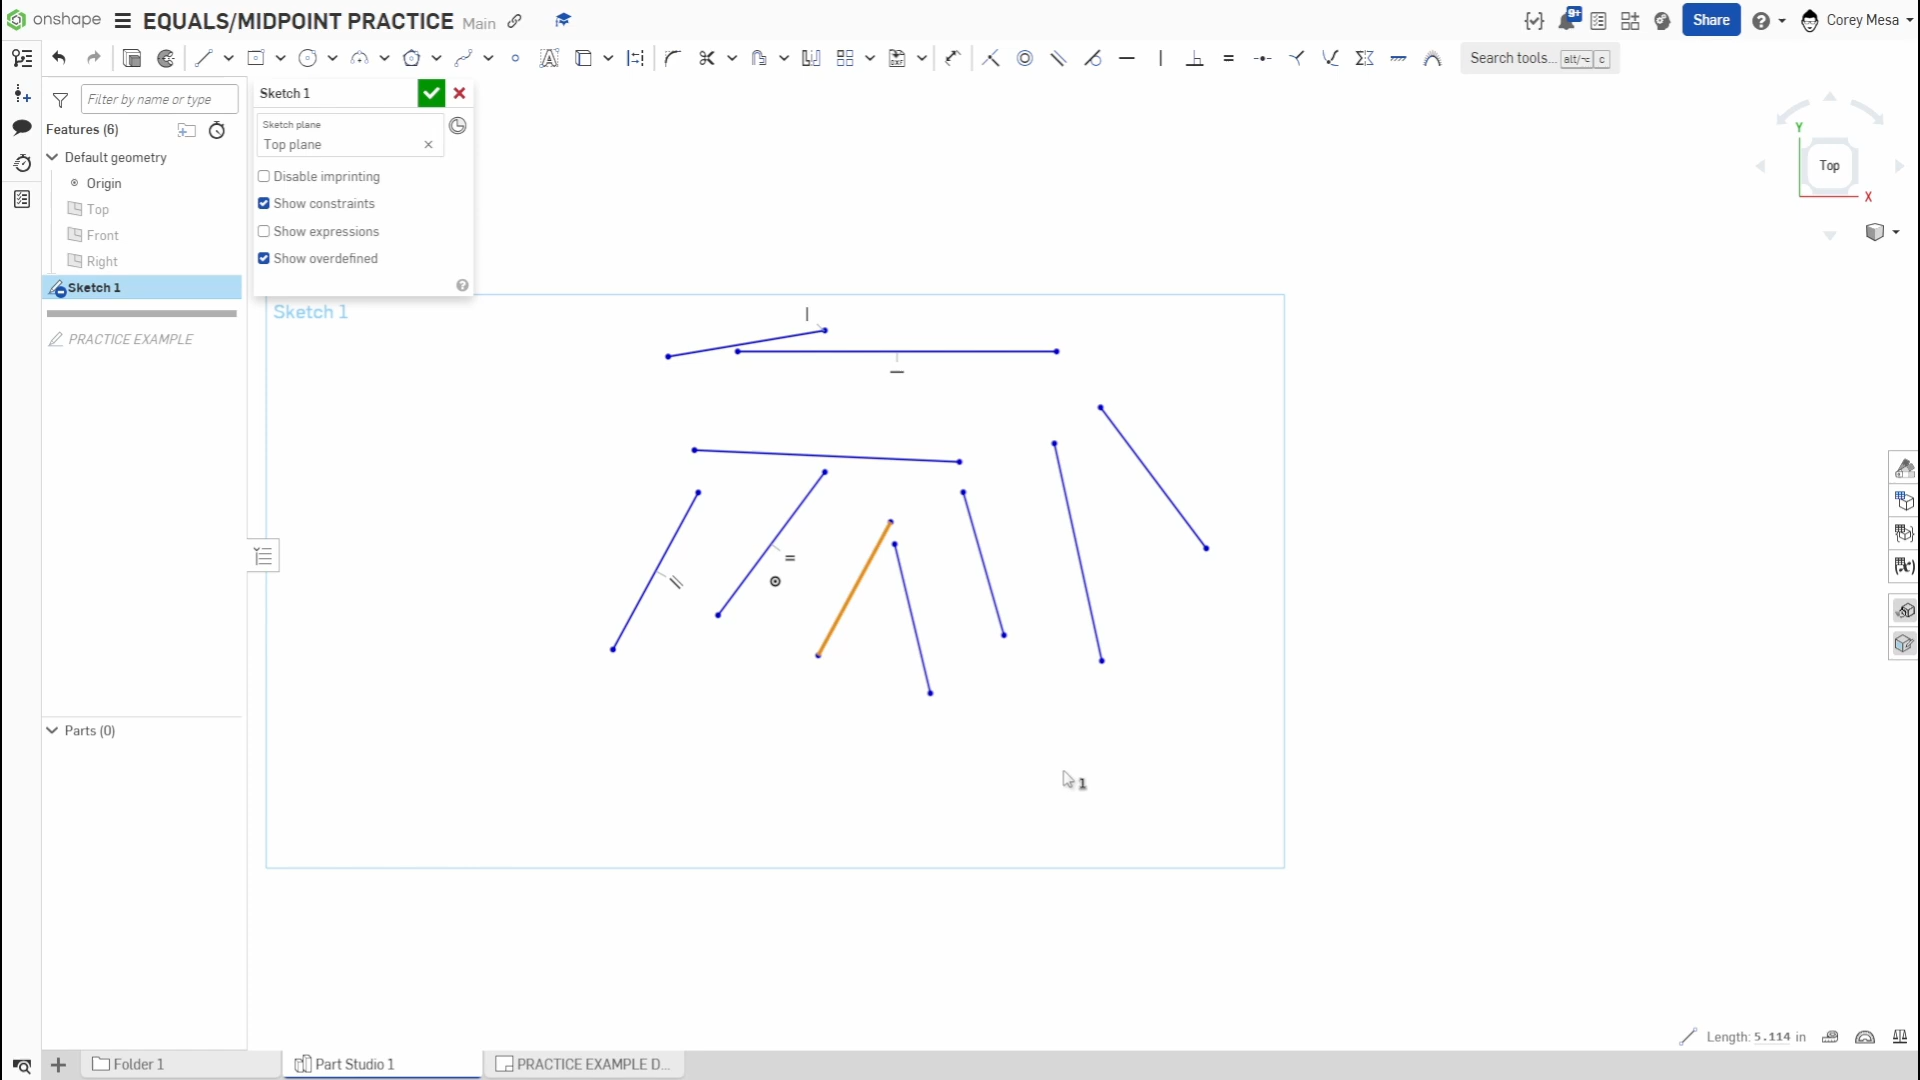 onshape EQUALS/MIDPOINT PRACTICE Main
9+ Share Corey Mesa
Search tools... alt/⌥ c
Filter by name or type
Features (6)
Default geometry
Origin
Top
Front
Right
Sketch 1
PRACTICE EXAMPLE
Parts (0)
Sketch 1
Sketch plane
Top plane
Disable imprinting
Show constraints
Show expressions
Show overdefined
Sketch 1
1
Y
Top
X
Length: 5.114 in
Folder 1
Part Studio 1
PRACTICE EXAMPLE D...